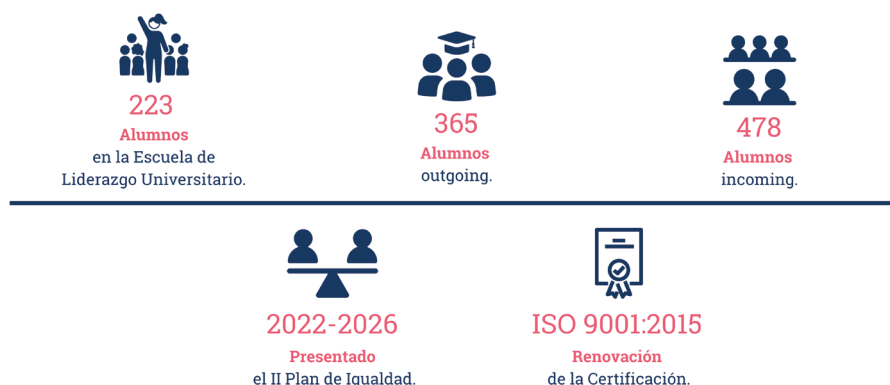 223
Alumnos
en la Escuela de
Liderazgo Universitario.
365
Alumnos
outgoing.
478
Alumnos
incoming.
2022-2026
Presentado
el II Plan de Igualdad.
ISO 9001:2015
Renovación
de la Certificación.